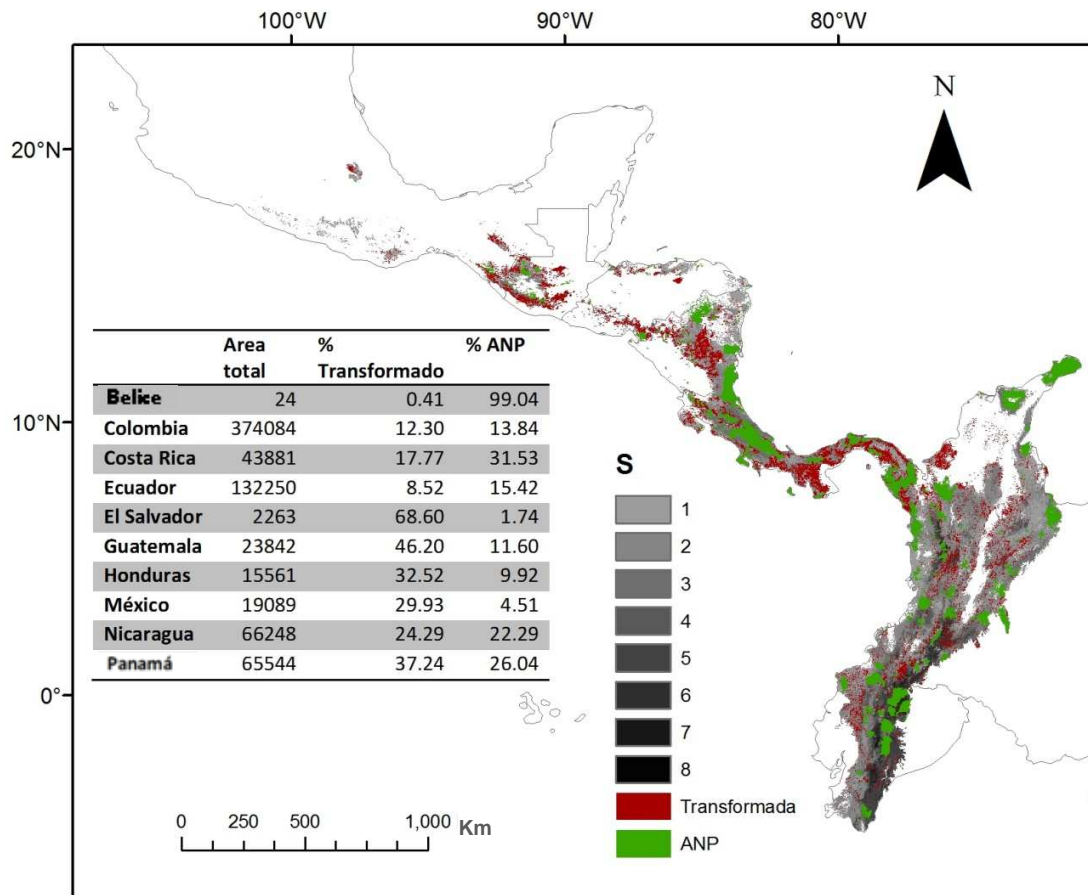 100°W 90°W 80°W
N
20°N
10°N
0°
Area total % Transformado % ANP
Belice 24 0.41 99.04
Colombia 374084 12.30 13.84
Costa Rica 43881 17.77 31.53
Ecuador 132250 8.52 15.42
El Salvador 2263 68.60 1.74
Guatemala 23842 46.20 11.60
Honduras 15561 32.52 9.92
México 19089 29.93 4.51
Nicaragua 66248 24.29 22.29
Panamá 65544 37.24 26.04
S
1
2
3
4
5
6
7
8
Transformada
ANP
0 250 500 1,000 Km